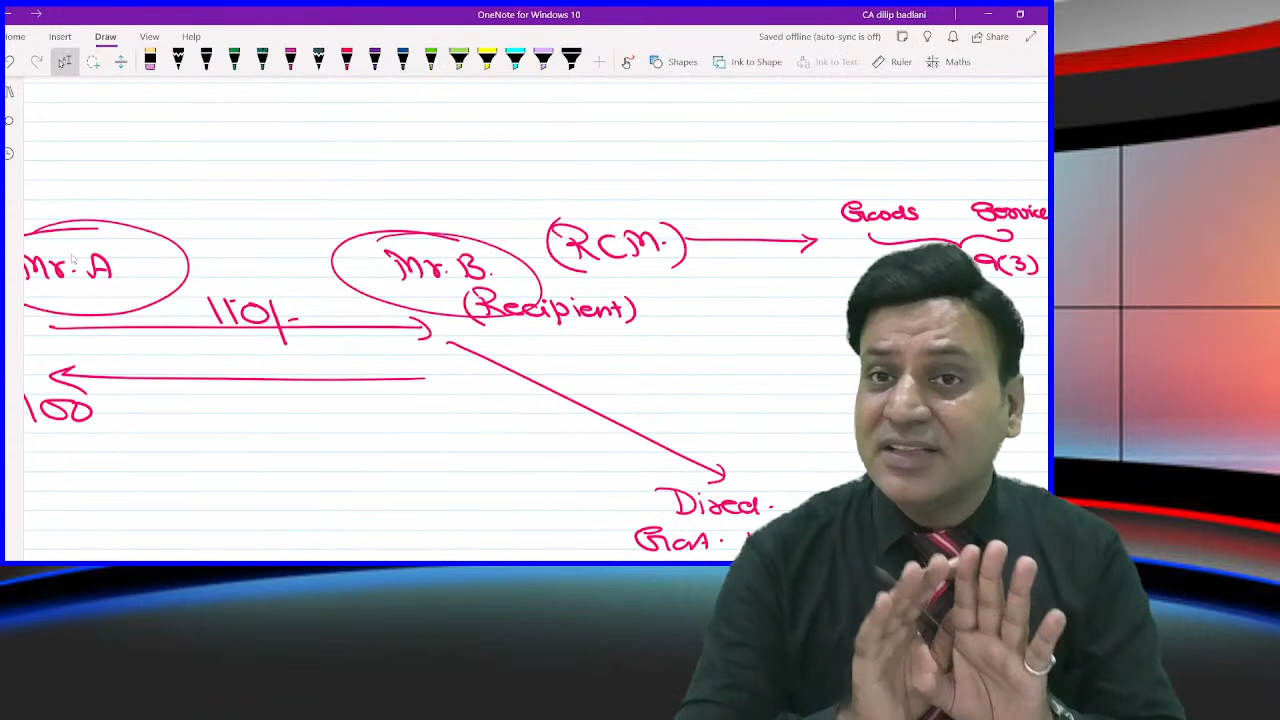 OneNote for Windows 10
CA dilip badlani
Insert Draw View Help
Saved offline (auto-sync is off)
Share
Shapes
Ink to Shape
Ink to Text
Ruler
Maths
Goods Service
9(3)
Mr. A
Mr. B.
(RCM.)
(Recipient)
110/-
100
Direct.